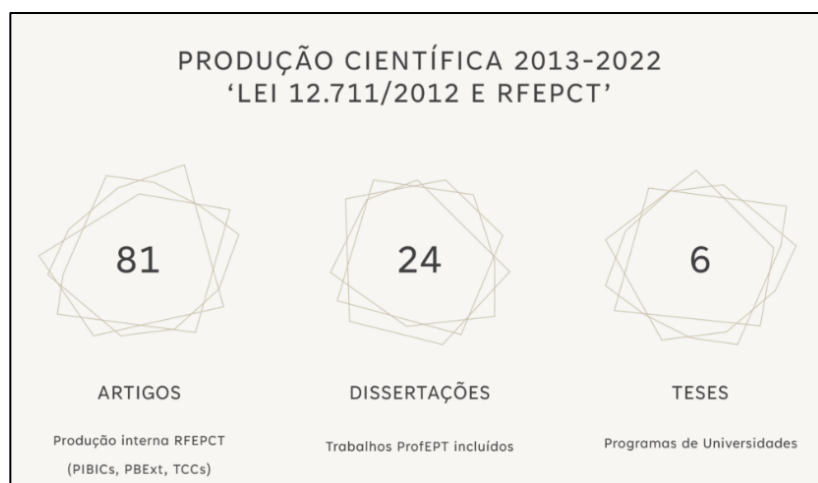 PRODUÇÃO CIENTÍFICA 2013-2022
‘LEI 12.711/2012 E RFEPCT’
81
24
6
ARTIGOS
DISSERTAÇÕES
TESES
Produção interna RFEPCT
(PIBICs, PBExt, TCCs)
Trabalhos ProfEPT incluídos
Programas de Universidades